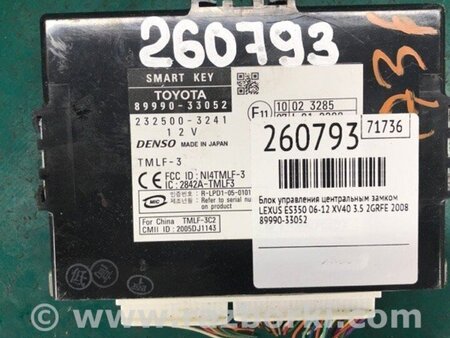 260793
SMART KEY
TOYOTA
89990-33052
232500-3241
12V
DENSO MADE IN JAPAN
TMLF-3
FCC ID : NI4TMLF-3
IC : 2842A-TMLF3
R-LPD1-05-0101
Refer to serial nu
on product
For China TMLF-3C2
CMII ID : 2005DJ1143
E11
10 02 3285
260793
71736
Блок управления центральным замком
LEXUS ES350 06-12 XV40 3.5 2GRFE 2008
89990-33052